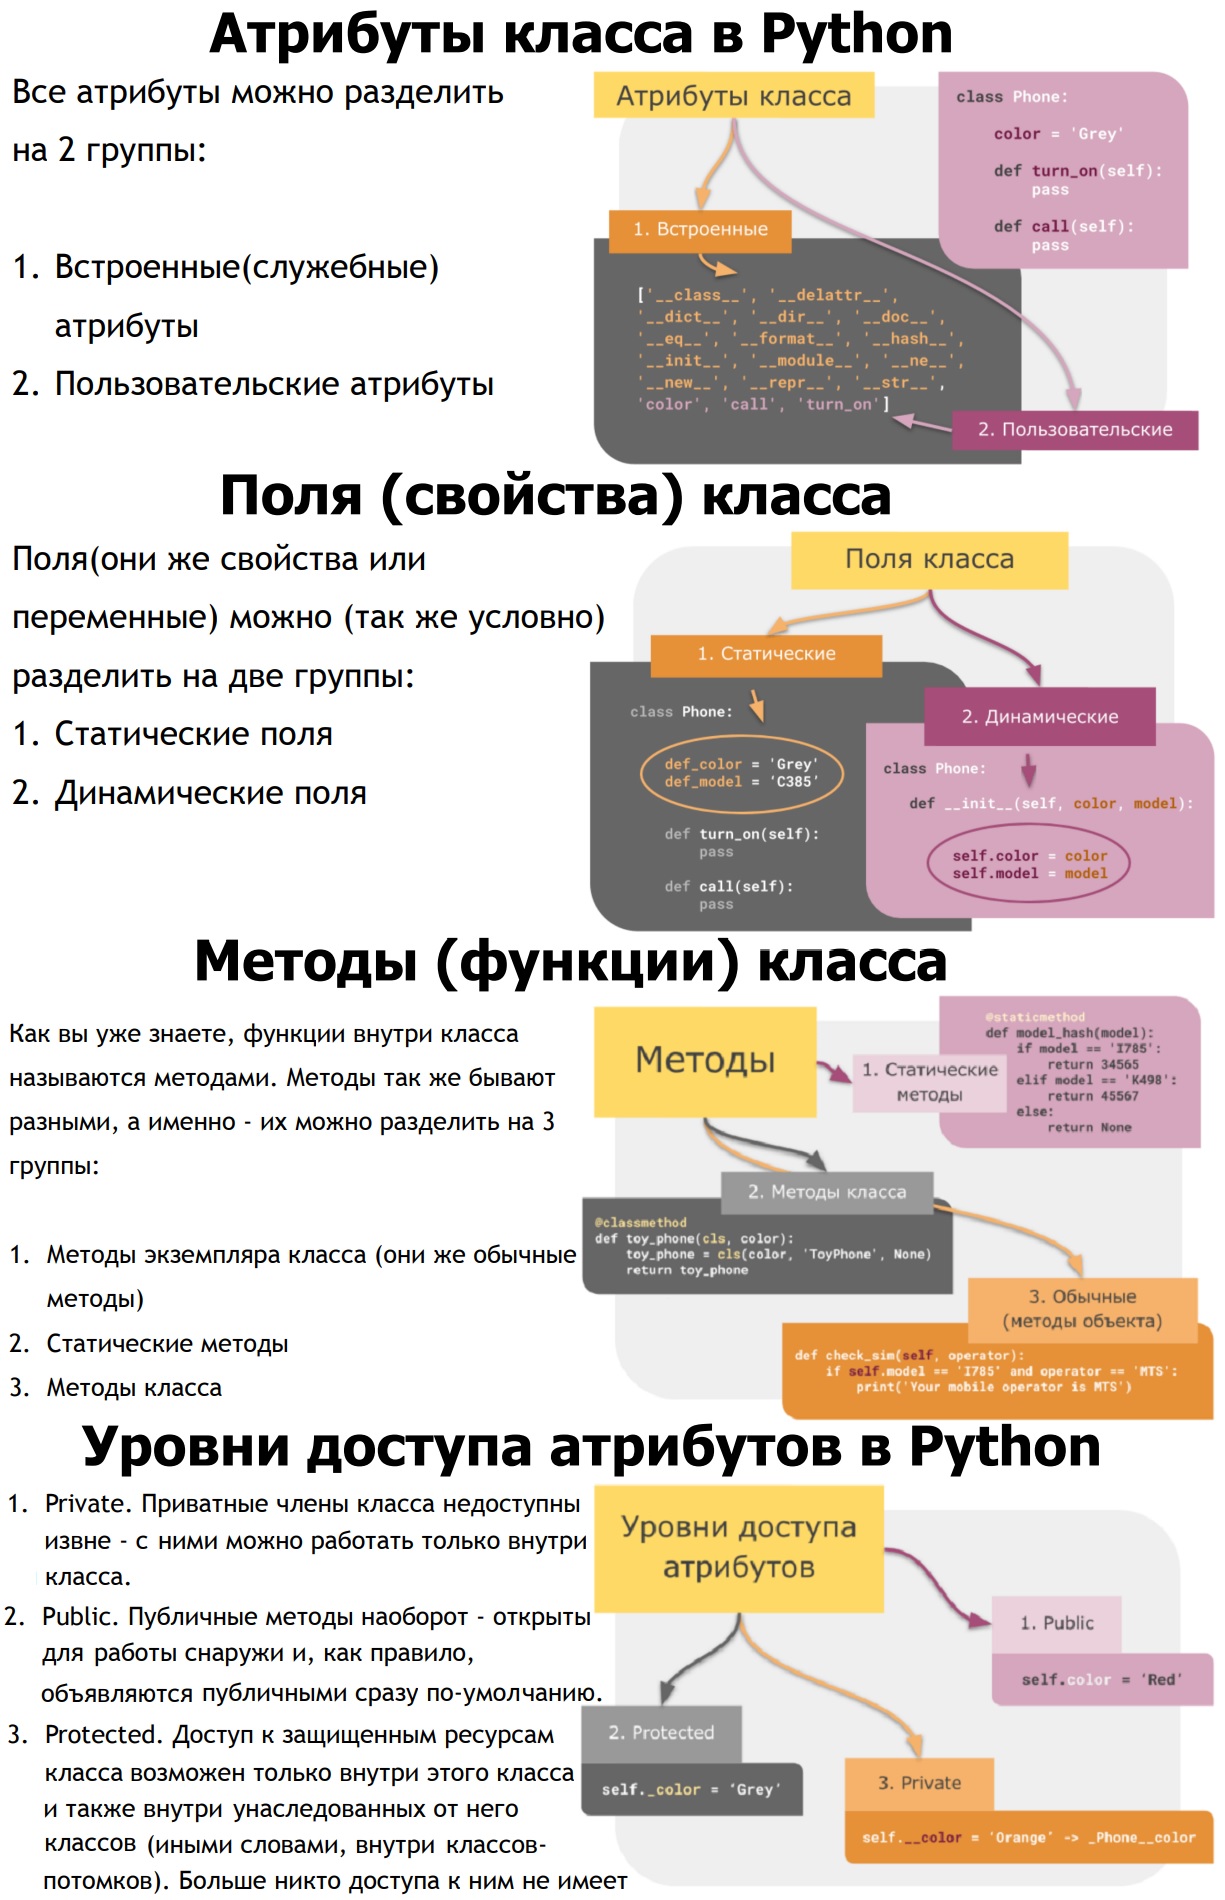 Атрибуты класса в Python
Все атрибуты можно разделить
на 2 группы:
1. Встроенные(служебные)
атрибуты
2. Пользовательские атрибуты
Атрибуты класса
class Phone:
color = 'Grey'
def turn_on(self):
pass
def call(self):
pass
1. Встроенные
['__class__', '__delattr__',
'__dict__', '__dir__', '__doc__',
'__eq__', '__format__', '__hash__',
'__init__', '__module__', '__ne__',
'__new__', '__repr__', '__str__',
'color', 'call', 'turn_on']
2. Пользовательские
Поля (свойства) класса
Поля(они же свойства или
переменные) можно (так же условно)
разделить на две группы:
1. Статические поля
2. Динамические поля
Поля класса
1. Статические
class Phone:
def_color = 'Grey'
def_model = 'C385'
def turn_on(self):
pass
def call(self):
pass
2. Динамические
class Phone:
def __init__(self, color, model):
self.color = color
self.model = model
Методы (функции) класса
Как вы уже знаете, функции внутри класса
называются методами. Методы так же бывают
разными, а именно - их можно разделить на 3
группы:
1. Методы экземпляра класса (они же обычные
методы)
2. Статические методы
3. Методы класса
Методы
1. Статические
методы
@staticmethod
def model_hash(model):
if model == 'I785':
return 34565
elif model == 'K498':
return 45567
else:
return None
2. Методы класса
@classmethod
def toy_phone(cls, color):
toy_phone = cls(color, 'ToyPhone', None)
return toy_phone
3. Обычные
(методы объекта)
def check_sim(self, operator):
if self.model == 'I785' and operator == 'MTS':
print('Your mobile operator is MTS')
Уровни доступа атрибутов в Python
1. Private. Приватные члены класса недоступны
извне - с ними можно работать только внутри
класса.
2. Public. Публичные методы наоборот - открыты
для работы снаружи и, как правило,
объявляются публичными сразу по-умолчанию.
3. Protected. Доступ к защищенным ресурсам
класса возможен только внутри этого класса
и также внутри унаследованных от него
классов (иными словами, внутри классов-
потомков). Больше никто доступа к ним не имеет
Уровни доступа
атрибутов
1. Public
self.color = 'Red'
2. Protected
self._color = 'Grey'
3. Private
self.__color = 'Orange' -> _Phone__color